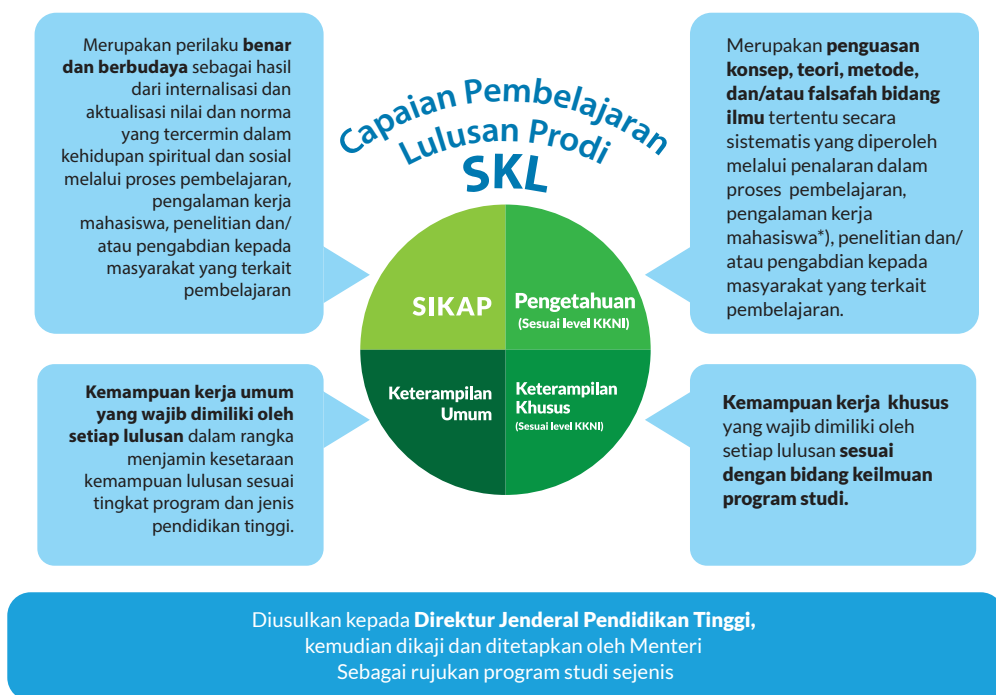 Capaian Pembelajaran
Lulusan Prodi
SKL
Merupakan perilaku benar
dan berbudaya sebagai hasil
dari internalisasi dan
aktualisasi nilai dan norma
yang tercermin dalam
kehidupan spiritual dan sosial
melalui proses pembelajaran,
pengalaman kerja
mahasiswa, penelitian dan/
atau pengabdian kepada
masyarakat yang terkait
pembelajaran
Merupakan penguasan
konsep, teori, metode,
dan/atau falsafah bidang
ilmu tertentu secara
sistematis yang diperoleh
melalui penalaran dalam
proses pembelajaran,
pengalaman kerja
mahasiswa*), penelitian dan/
atau pengabdian kepada
masyarakat yang terkait
pembelajaran.
SIKAP
Pengetahuan
(Sesuai level KKNI)
Keterampilan
Umum
Keterampilan
Khusus
(Sesuai level KKNI)
Kemampuan kerja umum
yang wajib dimiliki oleh
setiap lulusan dalam rangka
menjamin kesetaraan
kemampuan lulusan sesuai
tingkat program dan jenis
pendidikan tinggi.
Kemampuan kerja khusus
yang wajib dimiliki oleh
setiap lulusan sesuai
dengan bidang keilmuan
program studi.
Diusulkan kepada Direktur Jenderal Pendidikan Tinggi,
kemudian dikaji dan ditetapkan oleh Menteri
Sebagai rujukan program studi sejenis